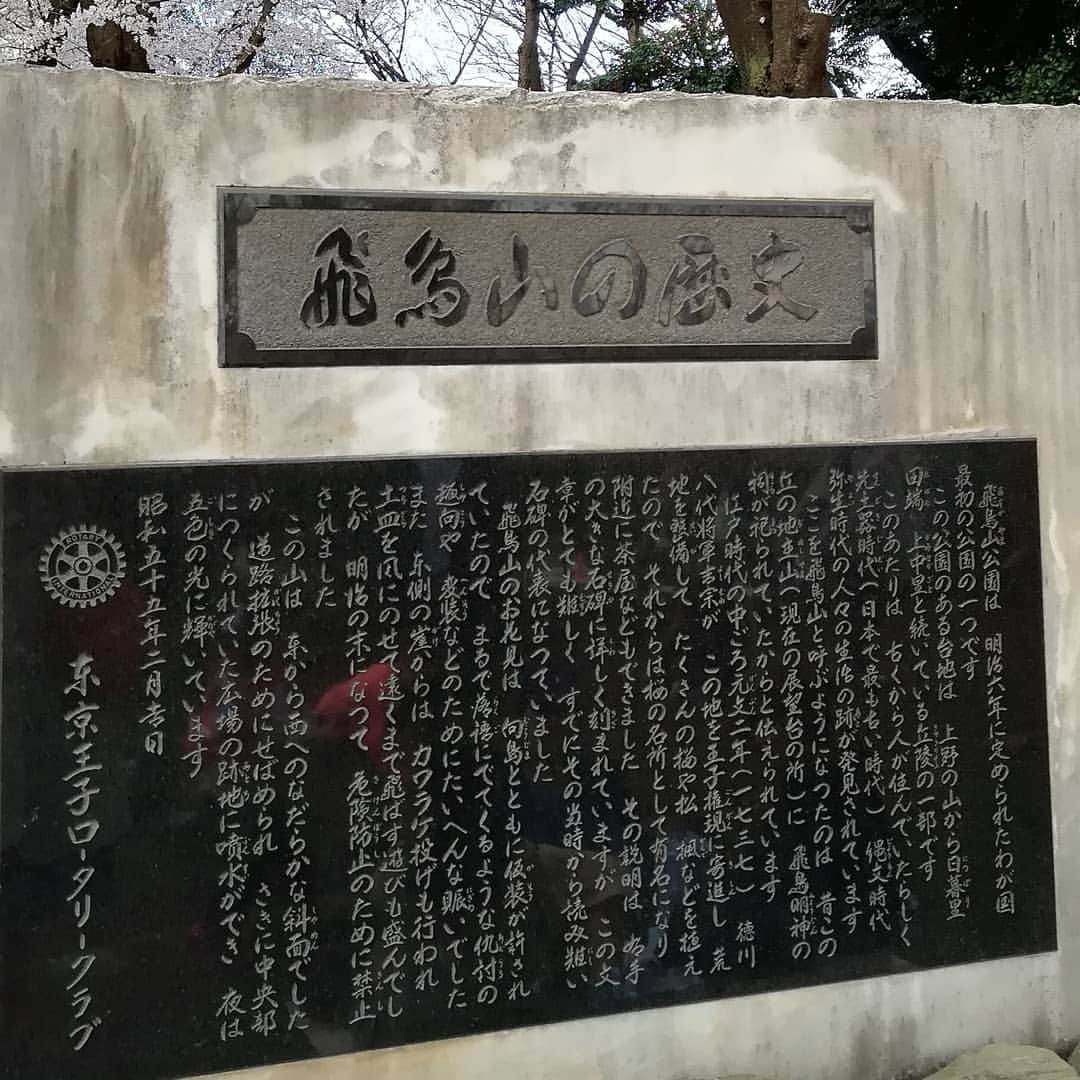 飛鳥山の歴史
飛鳥山公園は　明治六年に定められたわが国
最初の公園の一つです
この公園のある台地は　上野の山から日暮里
田端　上中里と続いている丘陵の一部です
このあたりは　古くから人が住んでいたらしく
先土器時代（日本で最も古い時代）　縄文時代
弥生時代の人々の生活の跡が発見されています
ここを飛鳥山と呼ぶようになったのは　昔この
丘の地主山（現在の展望台の所）に　飛鳥明神の
祠が祀られていたからと伝えられています
江戸時代の中ごろ元文二年（一七三七）　徳川
八代将軍吉宗が　この地を王子権現に寄進し　荒
地を整備して　たくさんの桜や松　楓などを植え
たので　それからは桜の名所として有名になり
附近に茶屋などもできました　その説明は　右手
の大きな石碑に詳しく刻まれていますが　この文
章がとても難しく　すでにその当時から読み難い
石碑の代表になっていました
飛鳥山のお花見は　向島とともに仮装が許され
ていたので　まるで落語にでてくるような仇討の
趣向や　変装などのためにたいへんな賑いでした
また　東側の崖からは　カワラケ投げも行われ
土皿を風にのせて遠くまで飛ばす遊びも盛んでし
たが　明治の末になって　危険防止のために禁止
されました
この山は　東から西へのなだらかな斜面でした
が　道路拡張のためにせばめられ　さきに中央部
につくられていた広場の跡地に噴水ができ　夜は
五色の光に輝いています
昭和五十五年二月吉日
東京王子ロータリークラブ
ROTARY
INTERNATIONAL